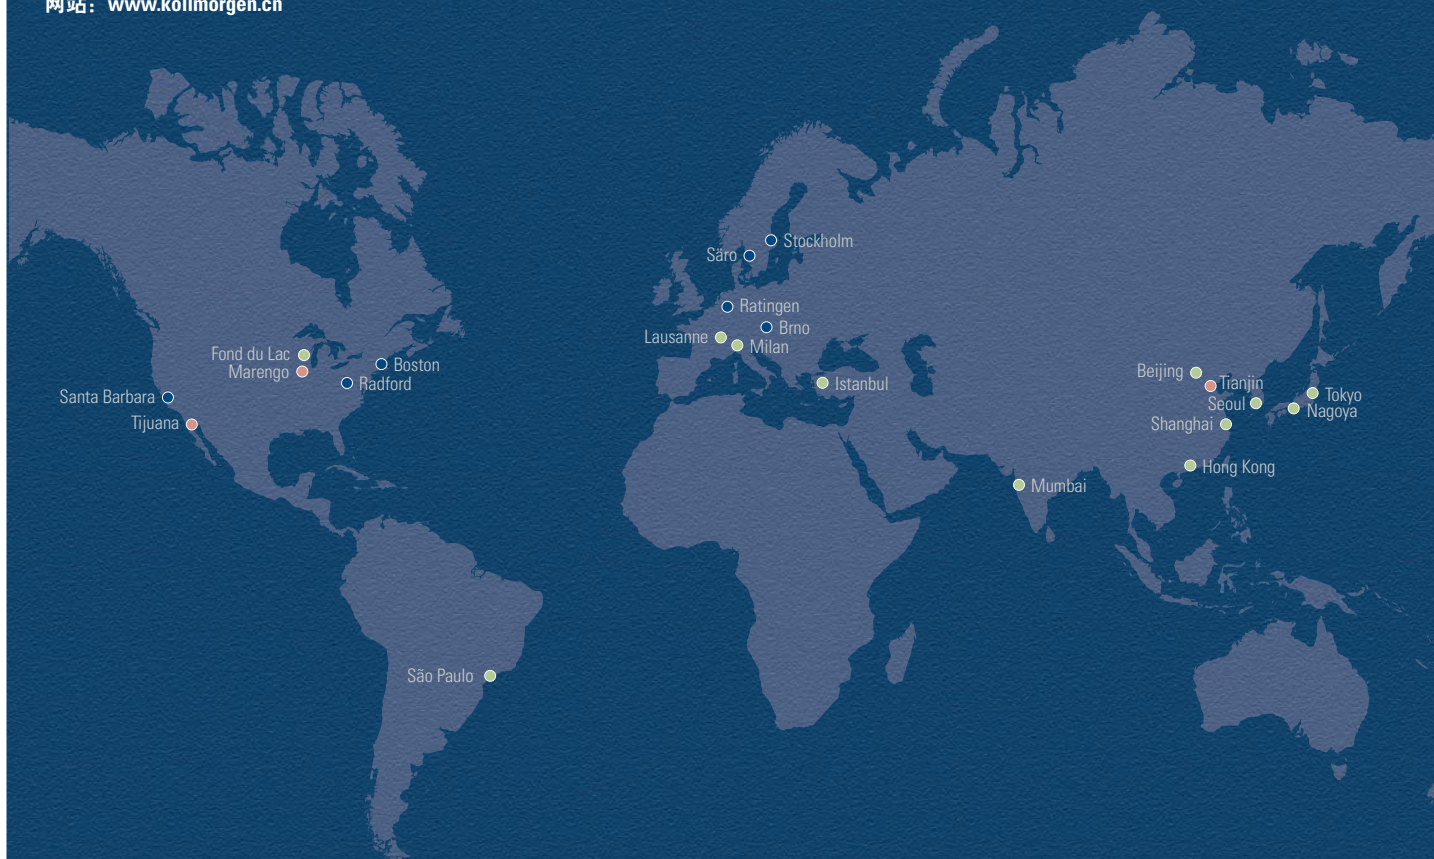 网站：www.kollmorgen.cn
Stockholm
Säro
Ratingen
Brno
Lausanne
Milan
Fond du Lac
Marengo
Boston
Radford
Santa Barbara
Tijuana
Istanbul
Beijing
Tianjin
Seoul
Tokyo
Nagoya
Shanghai
Hong Kong
Mumbai
São Paulo